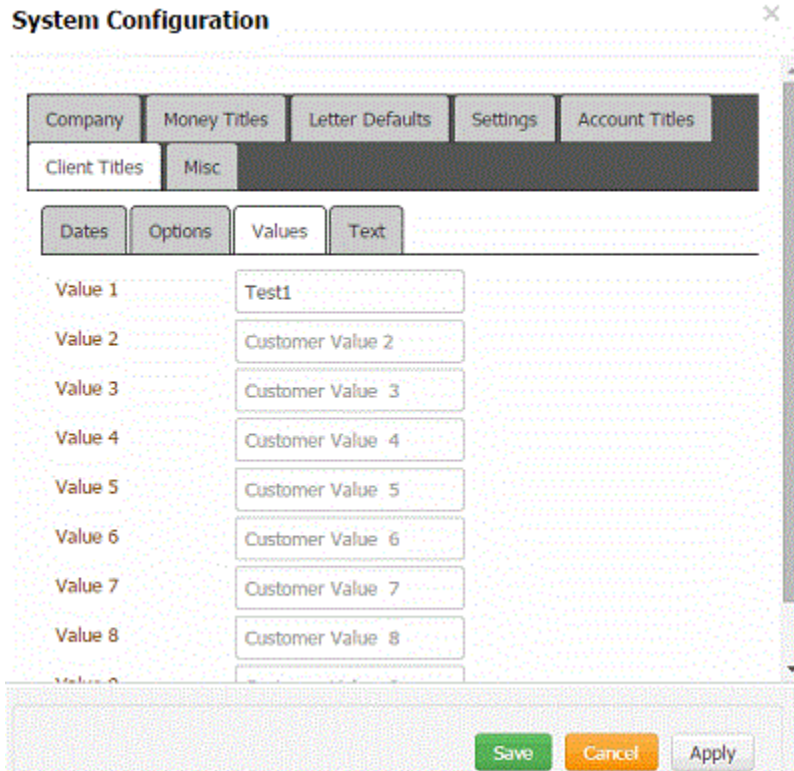 System Configuration
Company Money Titles Letter Defaults Settings Account Titles
Client Titles Misc
Dates Options Values Text
Value 1 Test1
Value 2 Customer Value 2
Value 3 Customer Value 3
Value 4 Customer Value 4
Value 5 Customer Value 5
Value 6 Customer Value 6
Value 7 Customer Value 7
Value 8 Customer Value 8
Save Cancel Apply